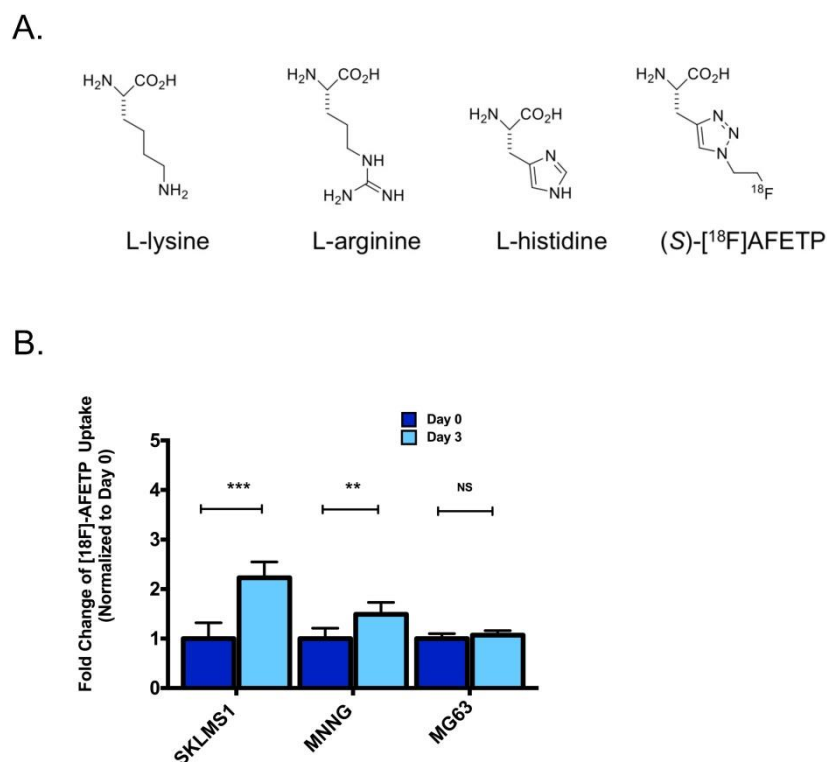 A.
H₂N CO₂H NH₂
H₂N CO₂H NH H₂N NH
H₂N CO₂H N NH
H₂N CO₂H N N N ¹⁸F
L-lysine L-arginine L-histidine (S)-[¹⁸F]AFETP
B.
Fold Change of [18F]-AFETP Uptake
(Normalized to Day 0)
Day 0
Day 3
5
4
3
2
1
0
***
**
NS
SKLMS1
MNNG
MG63